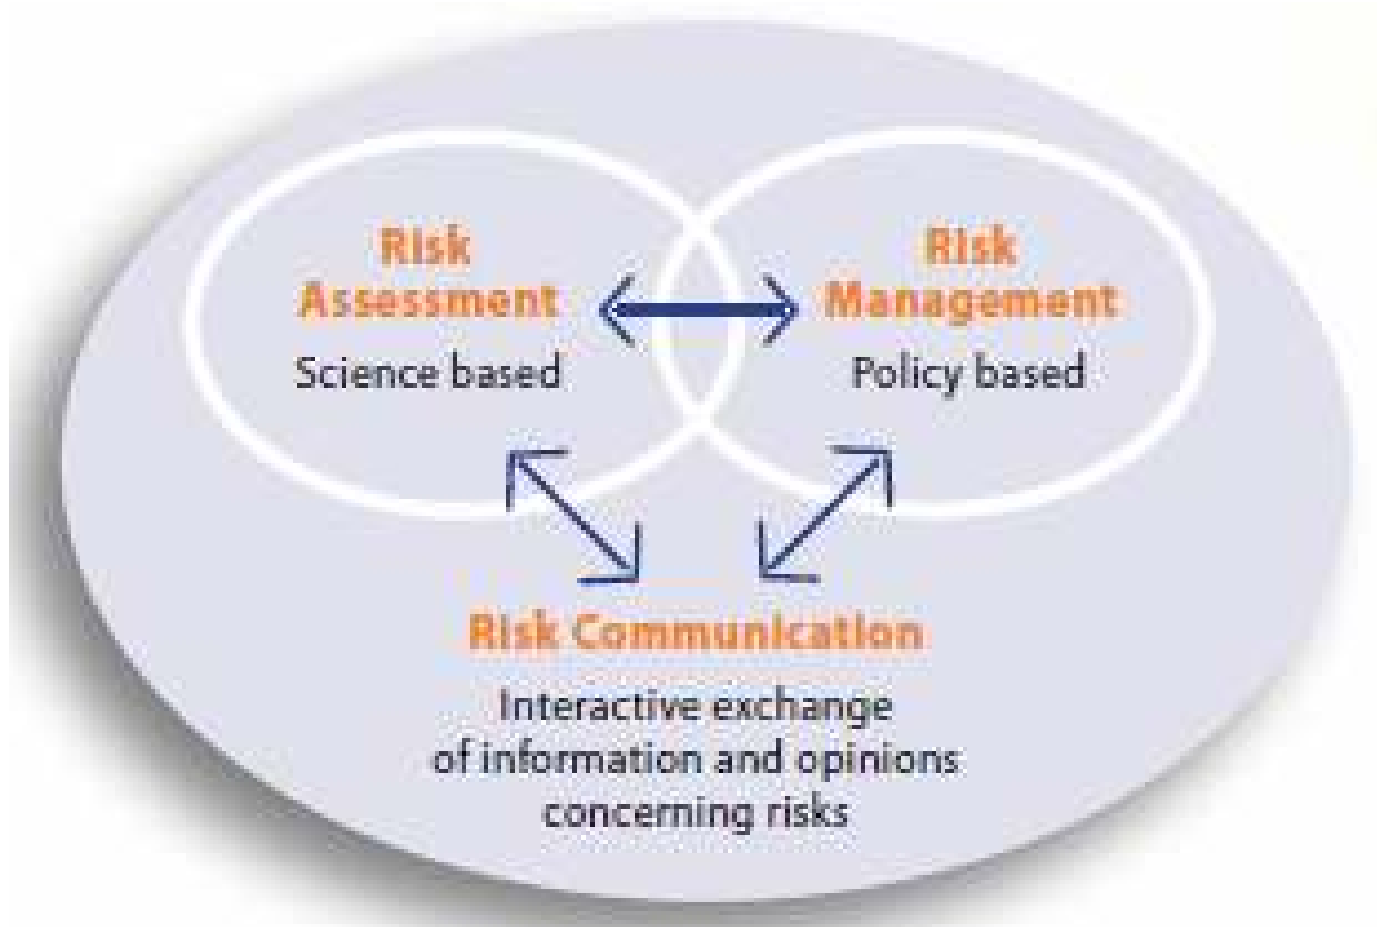 Risk
Assessment
Science based
Risk
Management
Policy based
Risk Communication
Interactive exchange
of information and opinions
concerning risks